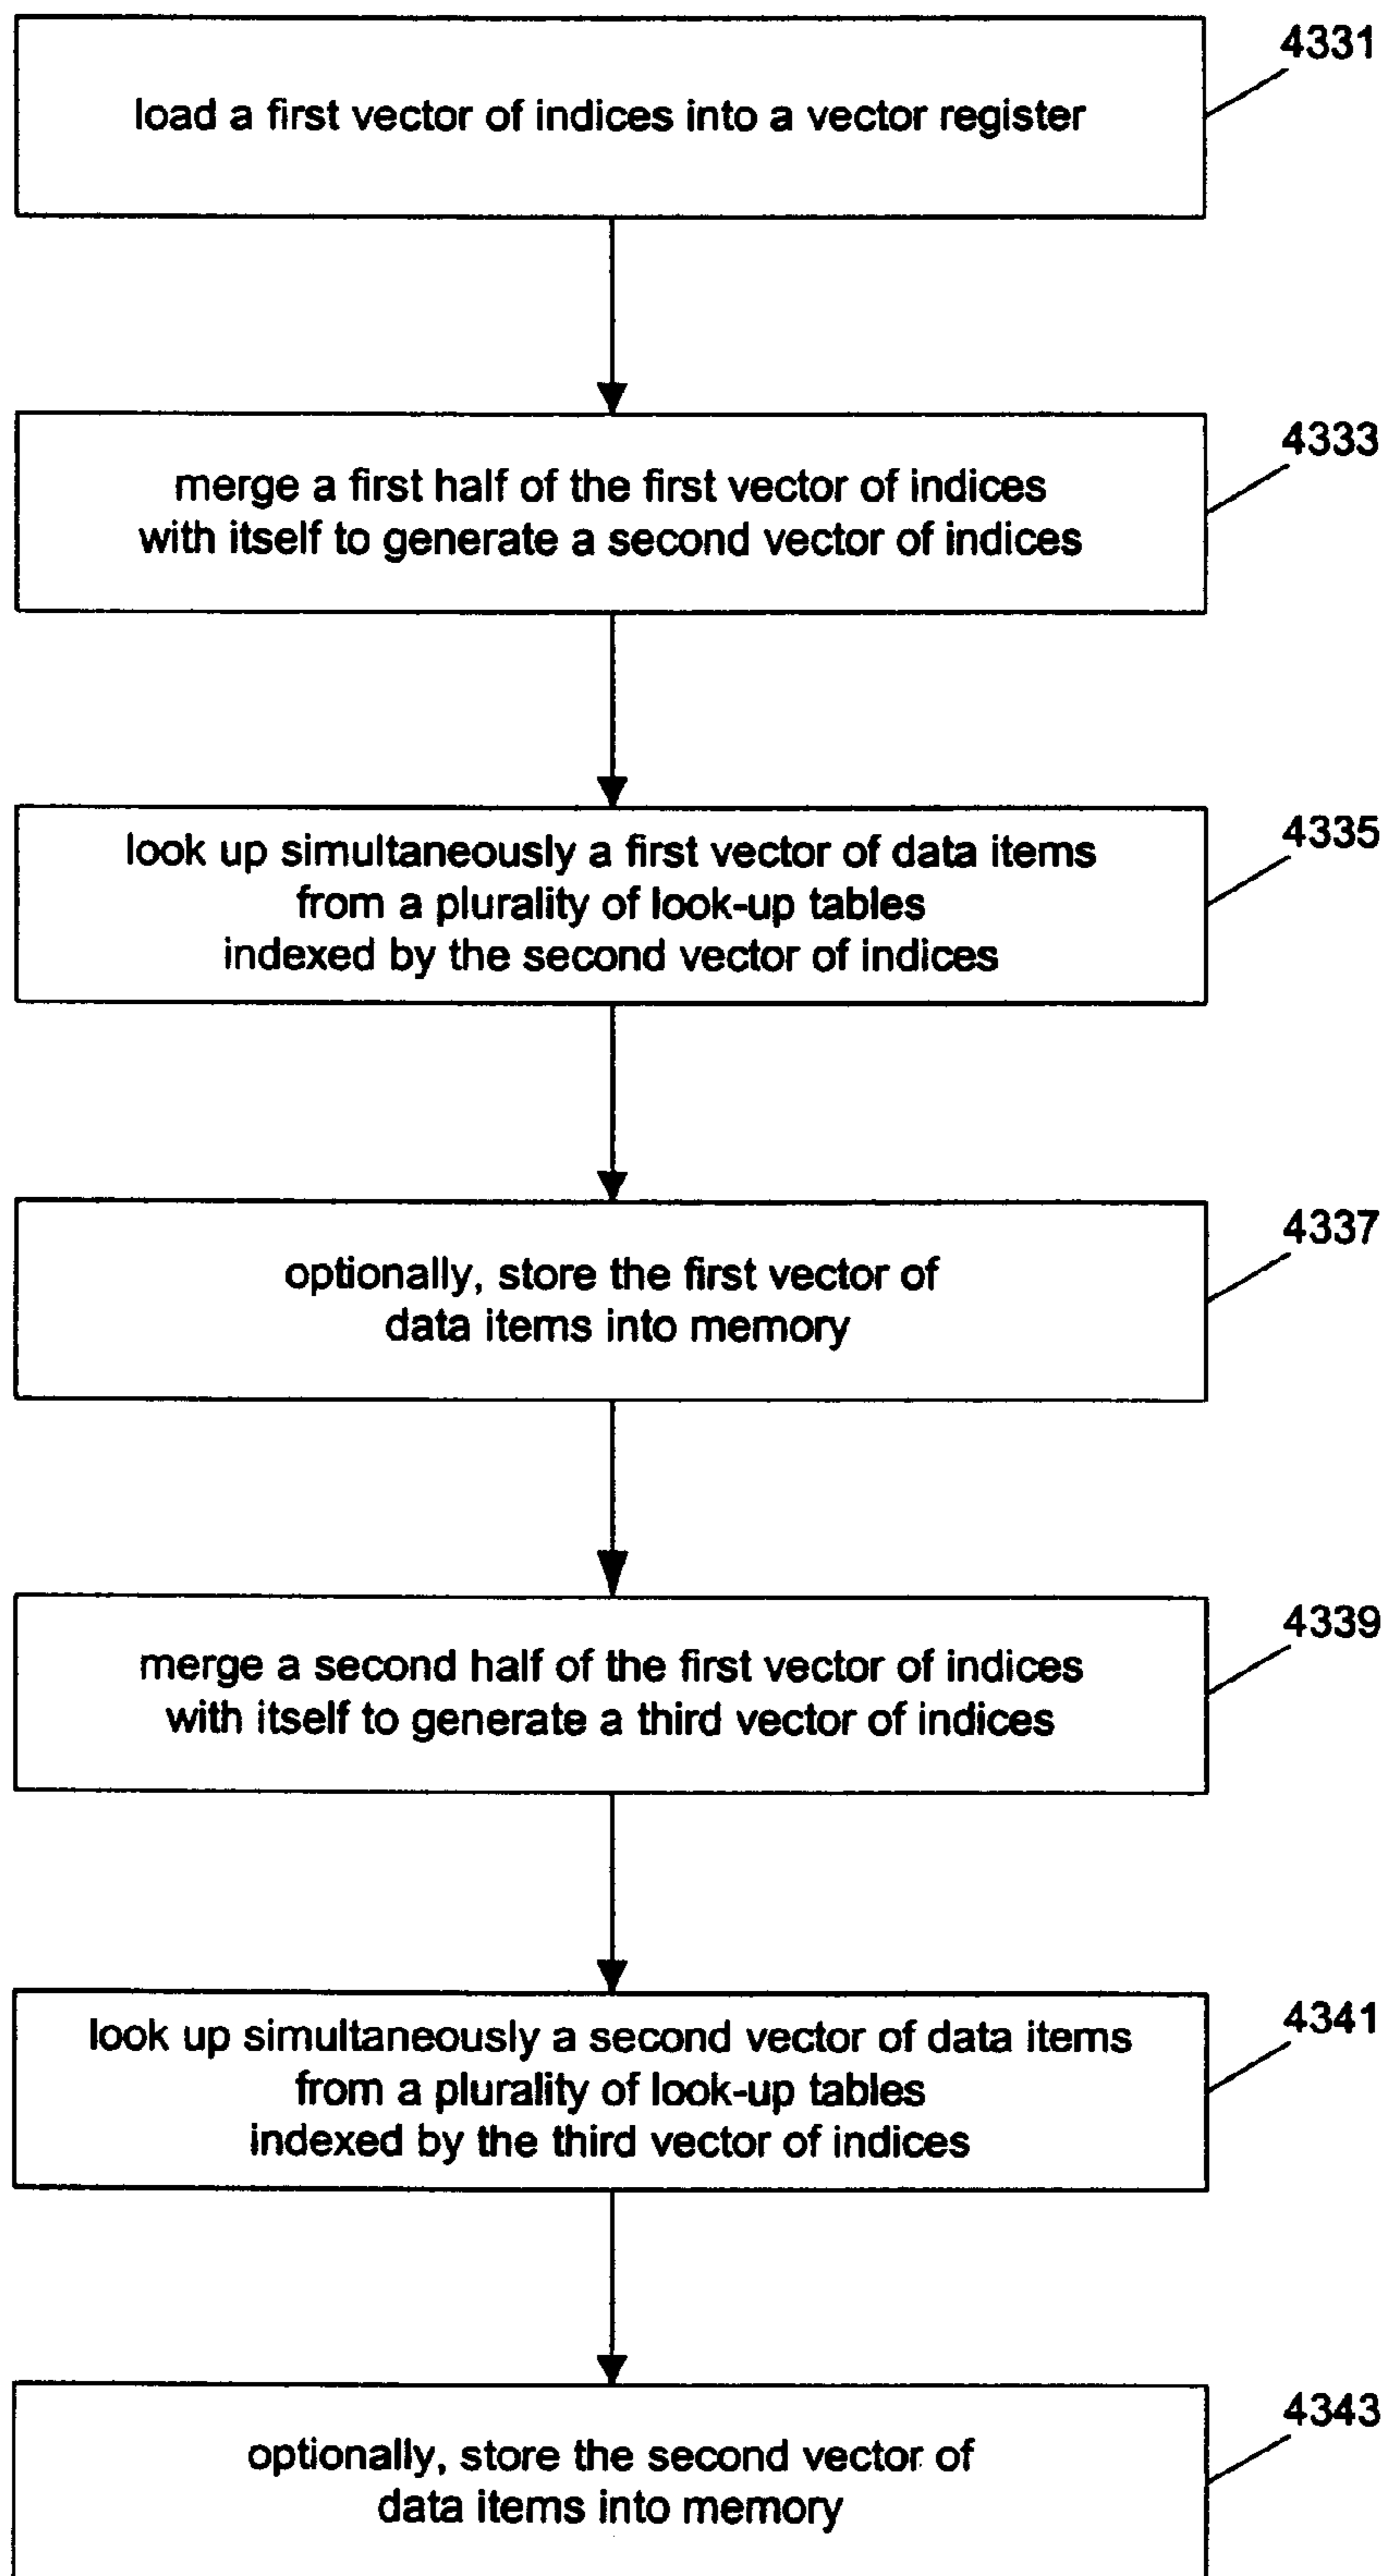 4331
load a first vector of indices into a vector register
4333
merge a first half of the first vector of indices
with itself to generate a second vector of indices
4335
look up simultaneously a first vector of data items
from a plurality of look-up tables
indexed by the second vector of indices
4337
optionally, store the first vector of
data items into memory
4339
merge a second half of the first vector of indices
with itself to generate a third vector of indices
4341
look up simultaneously a second vector of data items
from a plurality of look-up tables
indexed by the third vector of indices
4343
optionally, store the second vector of
data items into memory